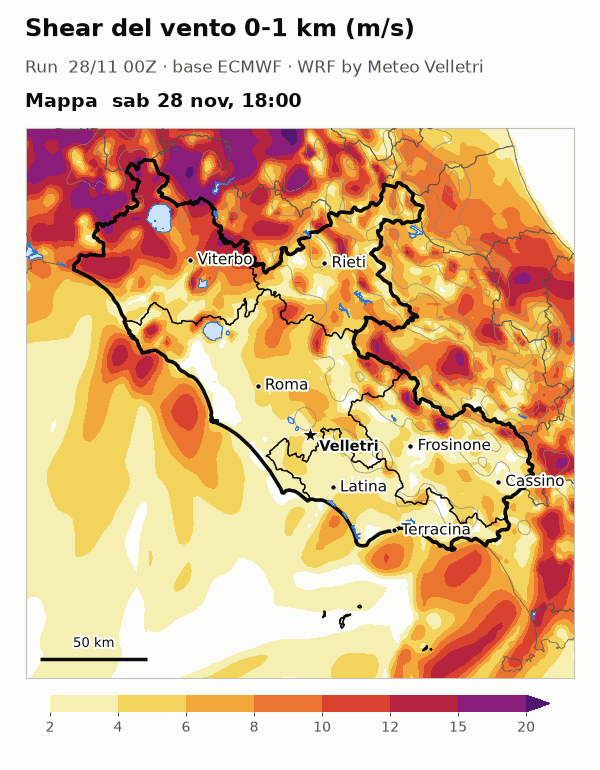 Shear del vento 0-1 km (m/s)
Run  28/11 00Z · base ECMWF · WRF by Meteo Velletri
Mappa  sab 28 nov, 18:00
Viterbo
Rieti
Roma
Velletri
Frosinone
Cassino
Latina
Terracina
50 km
2 4 6 8 10 12 15 20